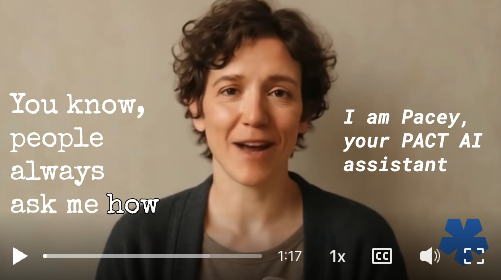 You know,
people
always
ask me how
I am Pacey,
your PACT AI
assistant
1:17
1x
CC